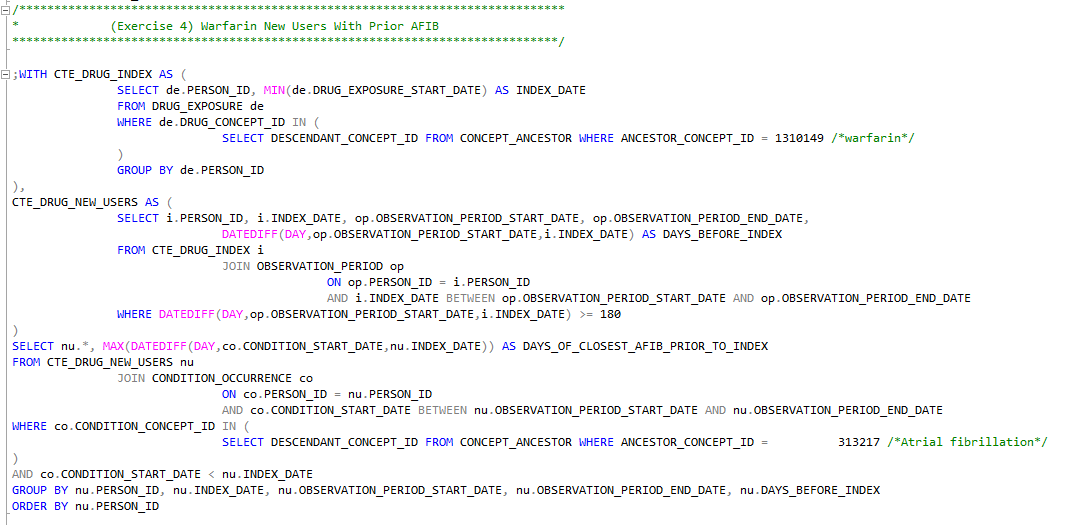 /******************************************************************************
* (Exercise 4) Warfarin New Users With Prior AFIB
******************************************************************************/
;WITH CTE_DRUG_INDEX AS (
SELECT de.PERSON_ID, MIN(de.DRUG_EXPOSURE_START_DATE) AS INDEX_DATE
FROM DRUG_EXPOSURE de
WHERE de.DRUG_CONCEPT_ID IN (
SELECT DESCENDANT_CONCEPT_ID FROM CONCEPT_ANCESTOR WHERE ANCESTOR_CONCEPT_ID = 1310149 /*warfarin*/
)
GROUP BY de.PERSON_ID
),
CTE_DRUG_NEW_USERS AS (
SELECT i.PERSON_ID, i.INDEX_DATE, op.OBSERVATION_PERIOD_START_DATE, op.OBSERVATION_PERIOD_END_DATE,
DATEDIFF(DAY,op.OBSERVATION_PERIOD_START_DATE,i.INDEX_DATE) AS DAYS_BEFORE_INDEX
FROM CTE_DRUG_INDEX i
JOIN OBSERVATION_PERIOD op
ON op.PERSON_ID = i.PERSON_ID
AND i.INDEX_DATE BETWEEN op.OBSERVATION_PERIOD_START_DATE AND op.OBSERVATION_PERIOD_END_DATE
WHERE DATEDIFF(DAY,op.OBSERVATION_PERIOD_START_DATE,i.INDEX_DATE) >= 180
)
SELECT nu.*, MAX(DATEDIFF(DAY,co.CONDITION_START_DATE,nu.INDEX_DATE)) AS DAYS_OF_CLOSEST_AFIB_PRIOR_TO_INDEX
FROM CTE_DRUG_NEW_USERS nu
JOIN CONDITION_OCCURRENCE co
ON co.PERSON_ID = nu.PERSON_ID
AND co.CONDITION_START_DATE BETWEEN nu.OBSERVATION_PERIOD_START_DATE AND nu.OBSERVATION_PERIOD_END_DATE
WHERE co.CONDITION_CONCEPT_ID IN (
SELECT DESCENDANT_CONCEPT_ID FROM CONCEPT_ANCESTOR WHERE ANCESTOR_CONCEPT_ID = 313217 /*Atrial fibrillation*/
)
AND co.CONDITION_START_DATE < nu.INDEX_DATE
GROUP BY nu.PERSON_ID, nu.INDEX_DATE, nu.OBSERVATION_PERIOD_START_DATE, nu.OBSERVATION_PERIOD_END_DATE, nu.DAYS_BEFORE_INDEX
ORDER BY nu.PERSON_ID